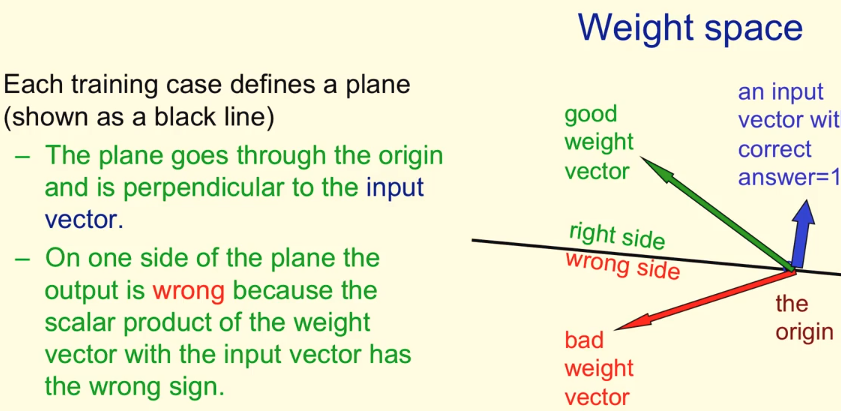 Weight space
Each training case defines a plane
(shown as a black line)
– The plane goes through the origin
and is perpendicular to the input
vector.
– On one side of the plane the
output is wrong because the
scalar product of the weight
vector with the input vector has
the wrong sign.
good
weight
vector
an input
vector wit
correct
answer=1
right side
wrong side
the
origin
bad
weight
vector